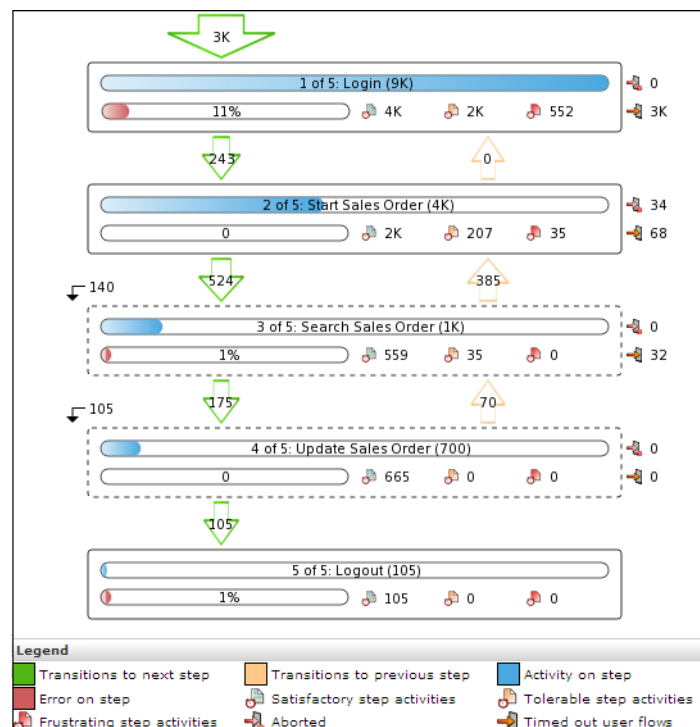 3K
1 of 5: Login (9K) 0
11% 4K 2K 552 3K
243 0
2 of 5: Start Sales Order (4K) 34
0 2K 207 35 68
140 524 385
3 of 5: Search Sales Order (1K) 0
1% 559 35 0 32
105 175 70
4 of 5: Update Sales Order (700) 0
0 665 0 0 0
105
5 of 5: Logout (105)
1% 105 0 0
Legend
Transitions to next step Transitions to previous step Activity on step
Error on step Satisfactory step activities Tolerable step activities
Frustrating step activities Aborted Timed out user flows